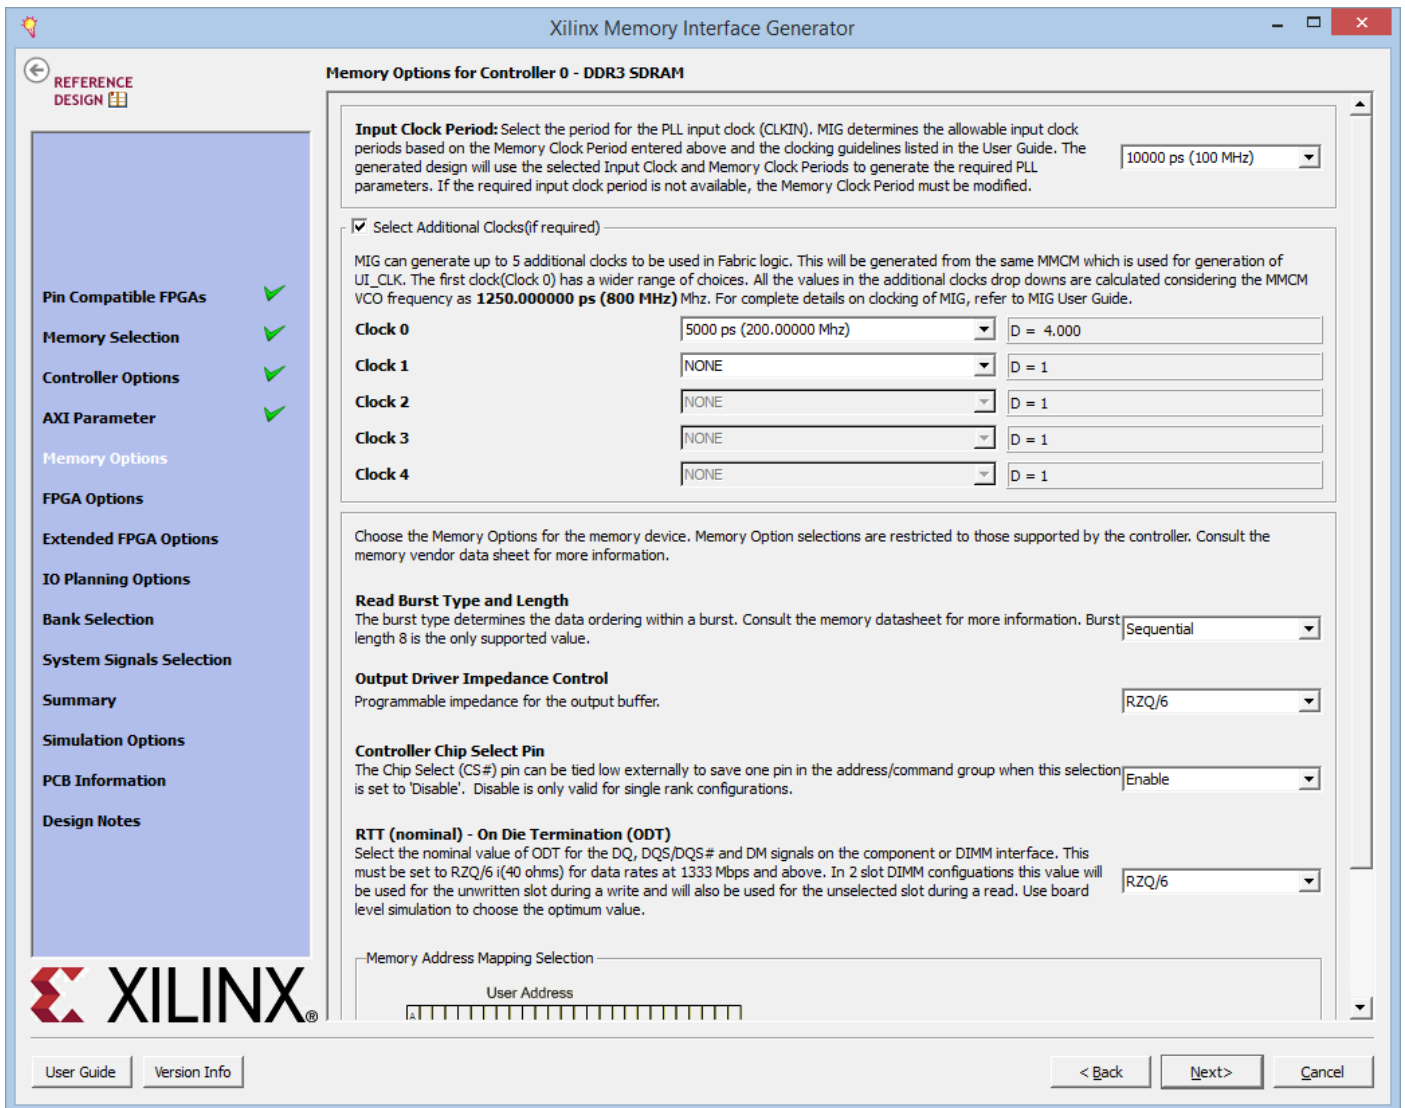 Xilinx Memory Interface Generator
REFERENCE
DESIGN
Pin Compatible FPGAs
Memory Selection
Controller Options
AXI Parameter
Memory Options
FPGA Options
Extended FPGA Options
IO Planning Options
Bank Selection
System Signals Selection
Summary
Simulation Options
PCB Information
Design Notes
XILINX®
Memory Options for Controller 0 - DDR3 SDRAM
Input Clock Period: Select the period for the PLL input clock (CLKIN). MIG determines the allowable input clock
periods based on the Memory Clock Period entered above and the clocking guidelines listed in the User Guide. The
generated design will use the selected Input Clock and Memory Clock Periods to generate the required PLL
parameters. If the required input clock period is not available, the Memory Clock Period must be modified.
10000 ps (100 MHz)
Select Additional Clocks(if required)
MIG can generate up to 5 additional clocks to be used in Fabric logic. This will be generated from the same MMCM which is used for generation of
UI_CLK. The first clock(Clock 0) has a wider range of choices. All the values in the additional clocks drop downs are calculated considering the MMCM
VCO frequency as 1250.000000 ps (800 MHz) Mhz. For complete details on clocking of MIG, refer to MIG User Guide.
Clock 0 5000 ps (200.00000 Mhz) D = 4.000
Clock 1 NONE D = 1
Clock 2 NONE D = 1
Clock 3 NONE D = 1
Clock 4 NONE D = 1
Choose the Memory Options for the memory device. Memory Option selections are restricted to those supported by the controller. Consult the
memory vendor data sheet for more information.
Read Burst Type and Length
The burst type determines the data ordering within a burst. Consult the memory datasheet for more information. Burst
length 8 is the only supported value.
Sequential
Output Driver Impedance Control
Programmable impedance for the output buffer.
RZQ/6
Controller Chip Select Pin
The Chip Select (CS#) pin can be tied low externally to save one pin in the address/command group when this selection
is set to 'Disable'. Disable is only valid for single rank configurations.
Enable
RTT (nominal) - On Die Termination (ODT)
Select the nominal value of ODT for the DQ, DQS/DQS# and DM signals on the component or DIMM interface. This
must be set to RZQ/6 i(40 ohms) for data rates at 1333 Mbps and above. In 2 slot DIMM configuations this value will
be used for the unwritten slot during a write and will also be used for the unselected slot during a read. Use board
level simulation to choose the optimum value.
RZQ/6
Memory Address Mapping Selection
User Address
A
User Guide
Version Info
< Back
Next>
Cancel